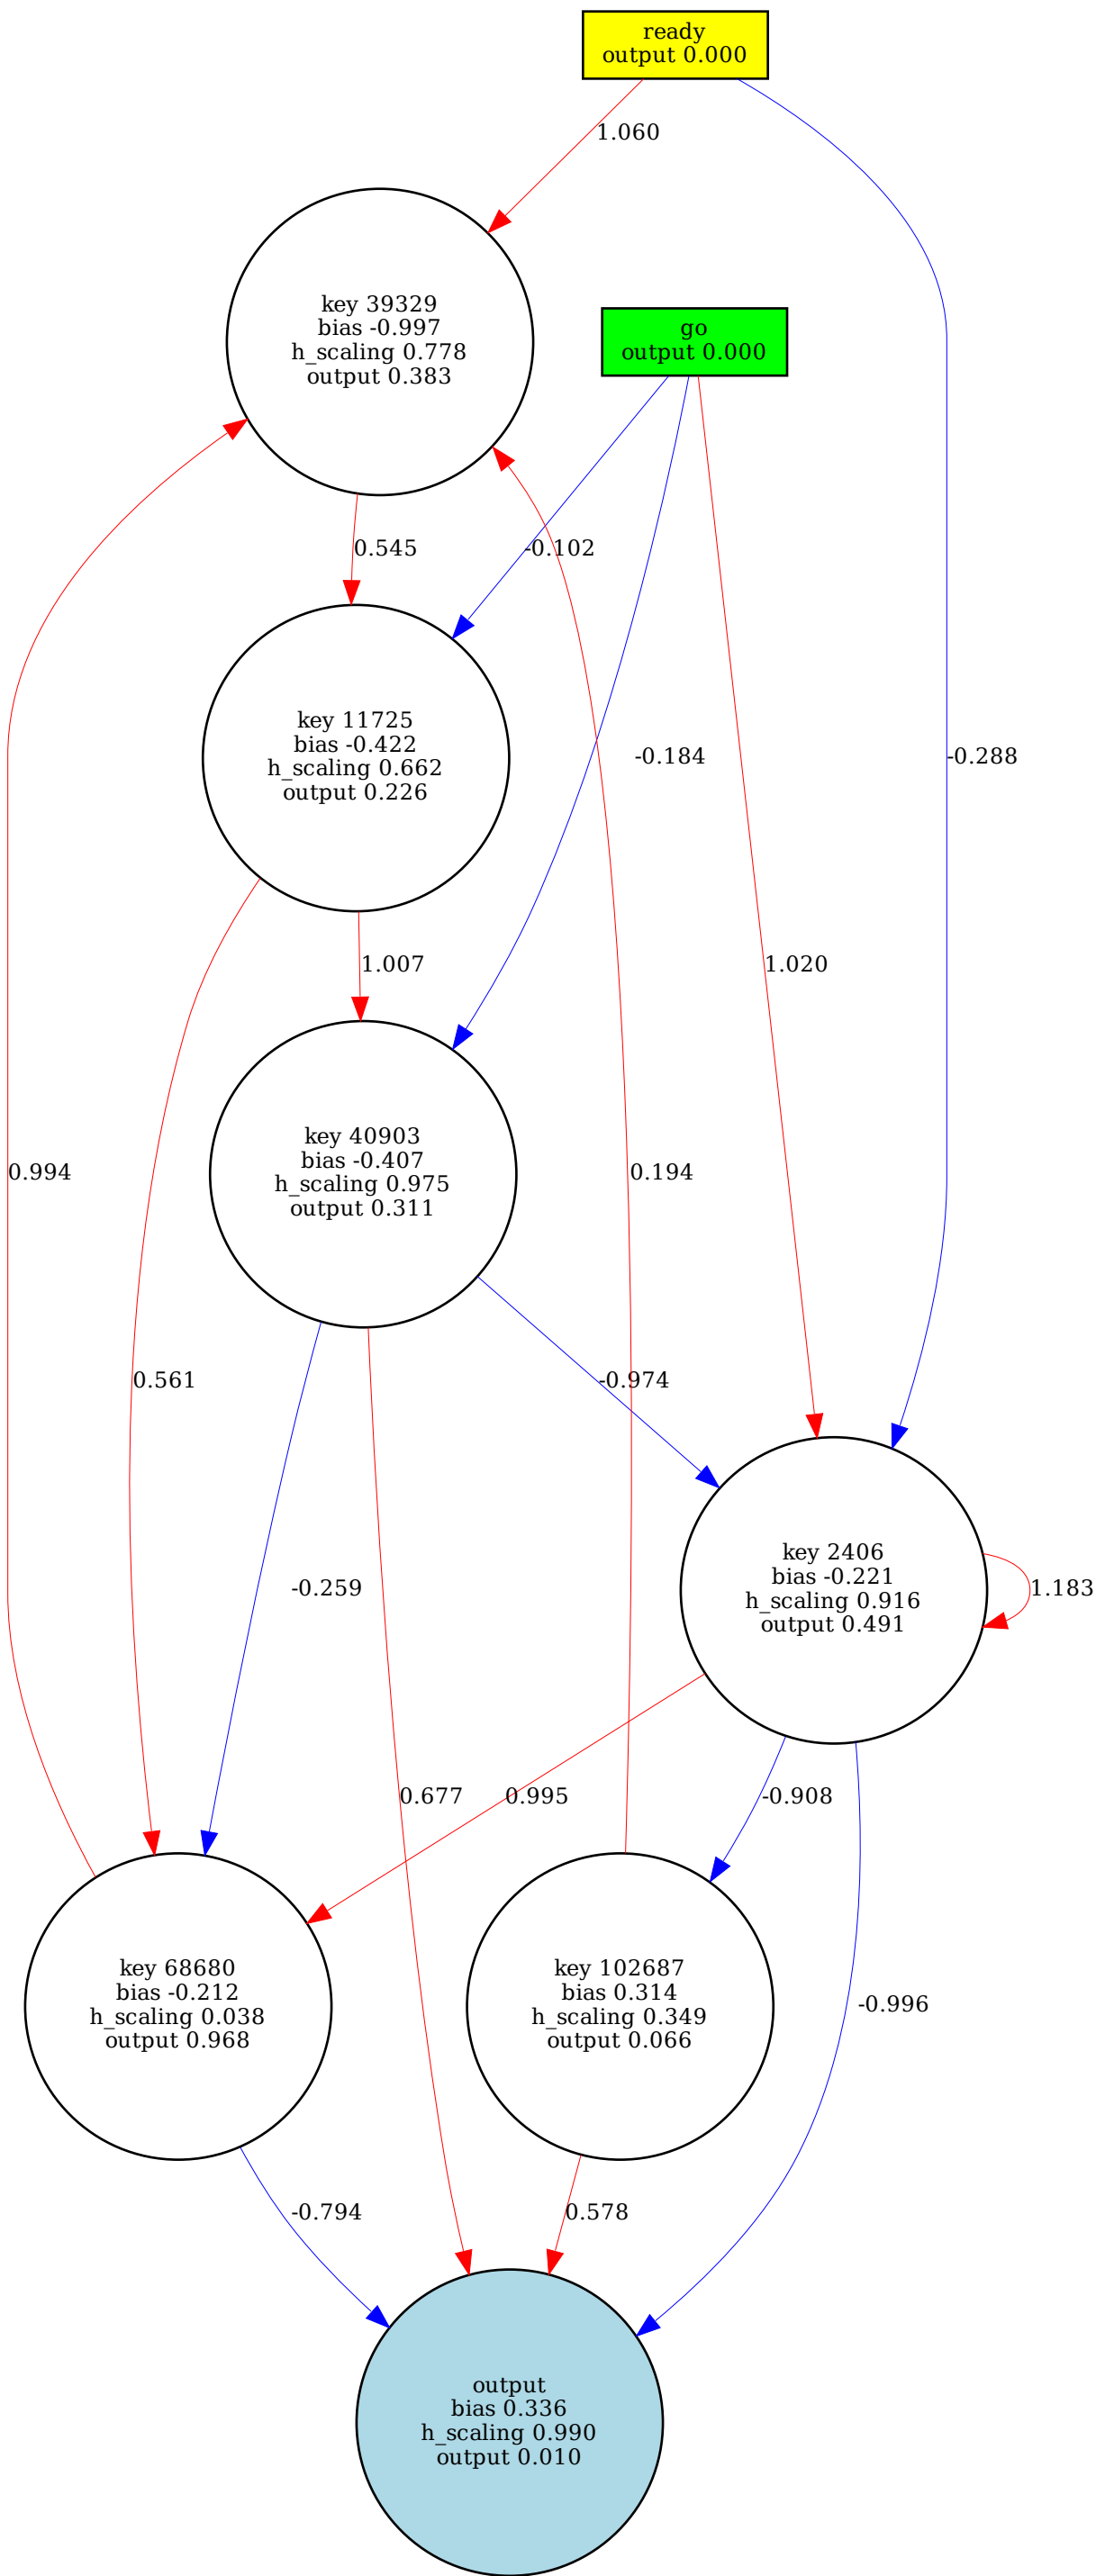 ready
output 0.000
1.060
key 39329
bias -0.997
h_scaling 0.778
output 0.383
go
output 0.000
0.545
-0.102
key 11725
bias -0.422
h_scaling 0.662
output 0.226
-0.184
-0.288
1.007
1.020
key 40903
bias -0.407
h_scaling 0.975
output 0.311
0.994
0.194
0.561
-0.974
key 2406
bias -0.221
h_scaling 0.916
output 0.491
-0.259
1.183
0.677
0.995
-0.908
key 68680
bias -0.212
h_scaling 0.038
output 0.968
key 102687
bias 0.314
h_scaling 0.349
output 0.066
-0.996
-0.794
0.578
output
bias 0.336
h_scaling 0.990
output 0.010